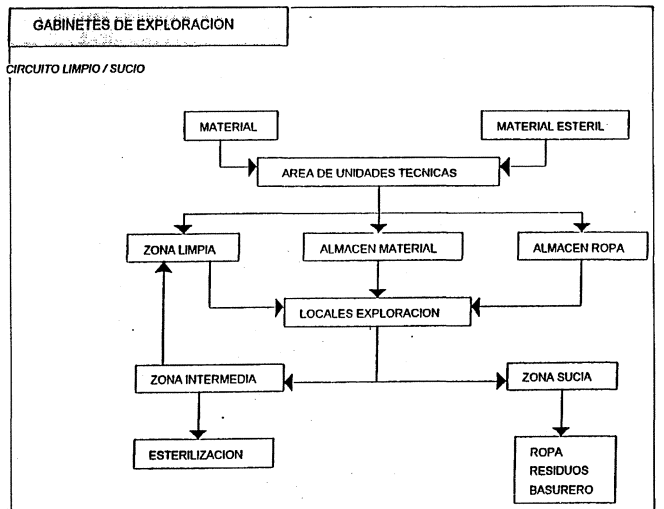 GABINETES DE EXPLORACION
CIRCUITO LIMPIO / SUCIO
MATERIAL
MATERIAL ESTERIL
AREA DE UNIDADES TECNICAS
ZONA LIMPIA
ALMACEN MATERIAL
ALMACEN ROPA
LOCALES EXPLORACION
ZONA INTERMEDIA
ZONA SUCIA
ESTERILIZACION
ROPA
RESIDUOS
BASURERO